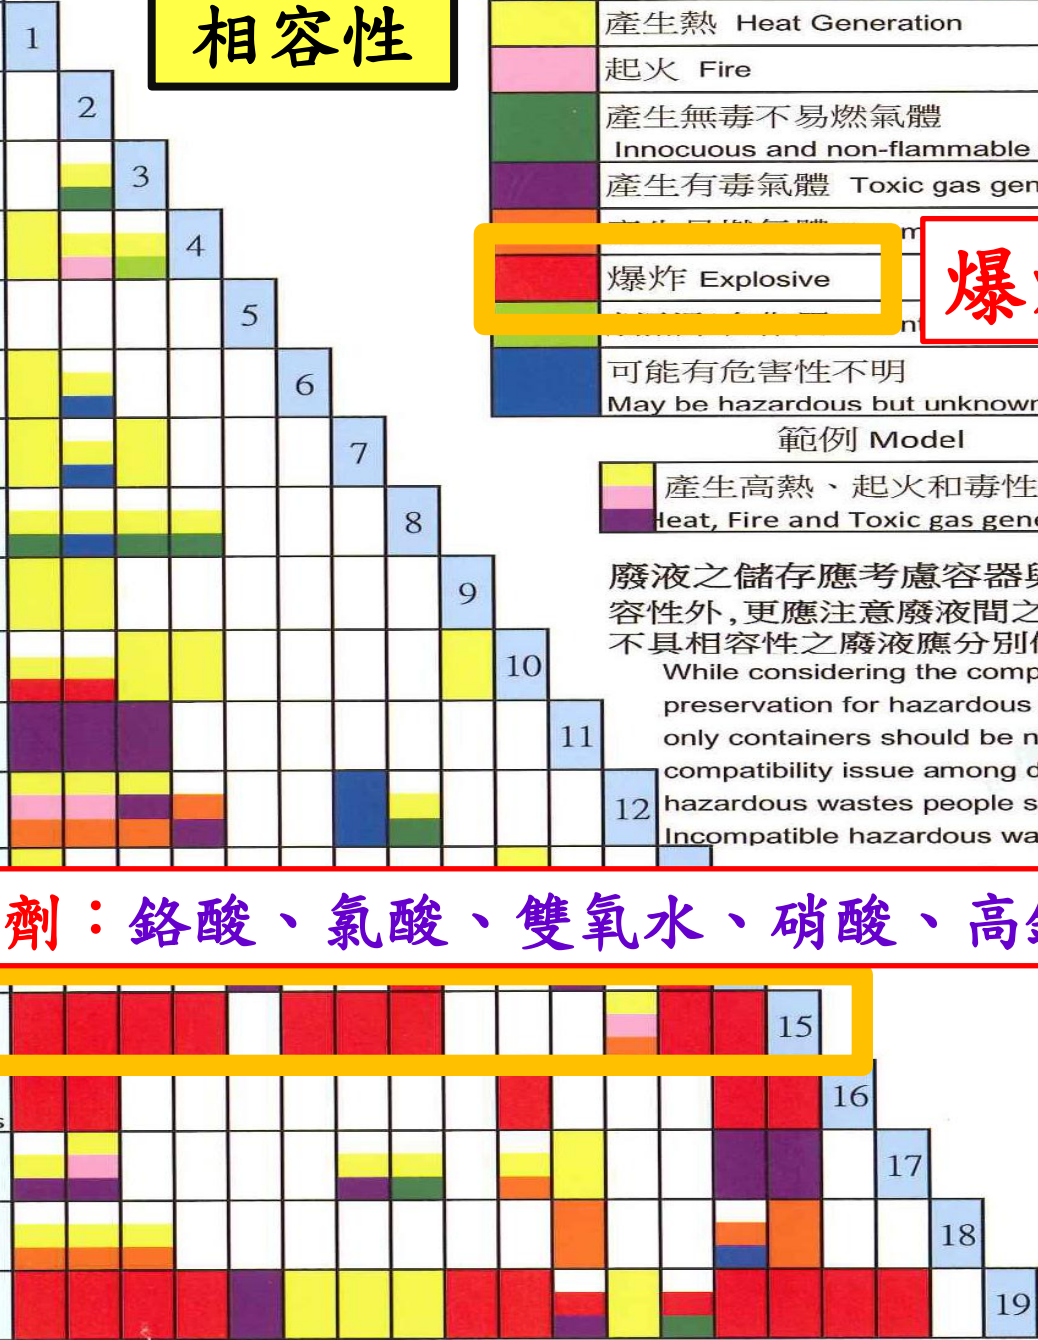 相容性
1
2
3
4
5
6
7
8
9
10
11
12
15
16
17
18
19
產生熱 Heat Generation
起火 Fire
產生無毒不易燃氣體
Innocuous and non-flammable
產生有毒氣體 Toxic gas gen
爆炸 Explosive
爆
可能有危害性不明
May be hazardous but unknown
範例 Model
產生高熱、起火和毒性
Heat, Fire and Toxic gas gene
廢液之儲存應考慮容器與
容性外,更應注意廢液間之
不具相容性之廢液應分別
While considering the comp
preservation for hazardous
only containers should be n
compatibility issue among d
hazardous wastes people s
Incompatible hazardous wa
劑：鉻酸、氯酸、雙氧水、硝酸、高
s